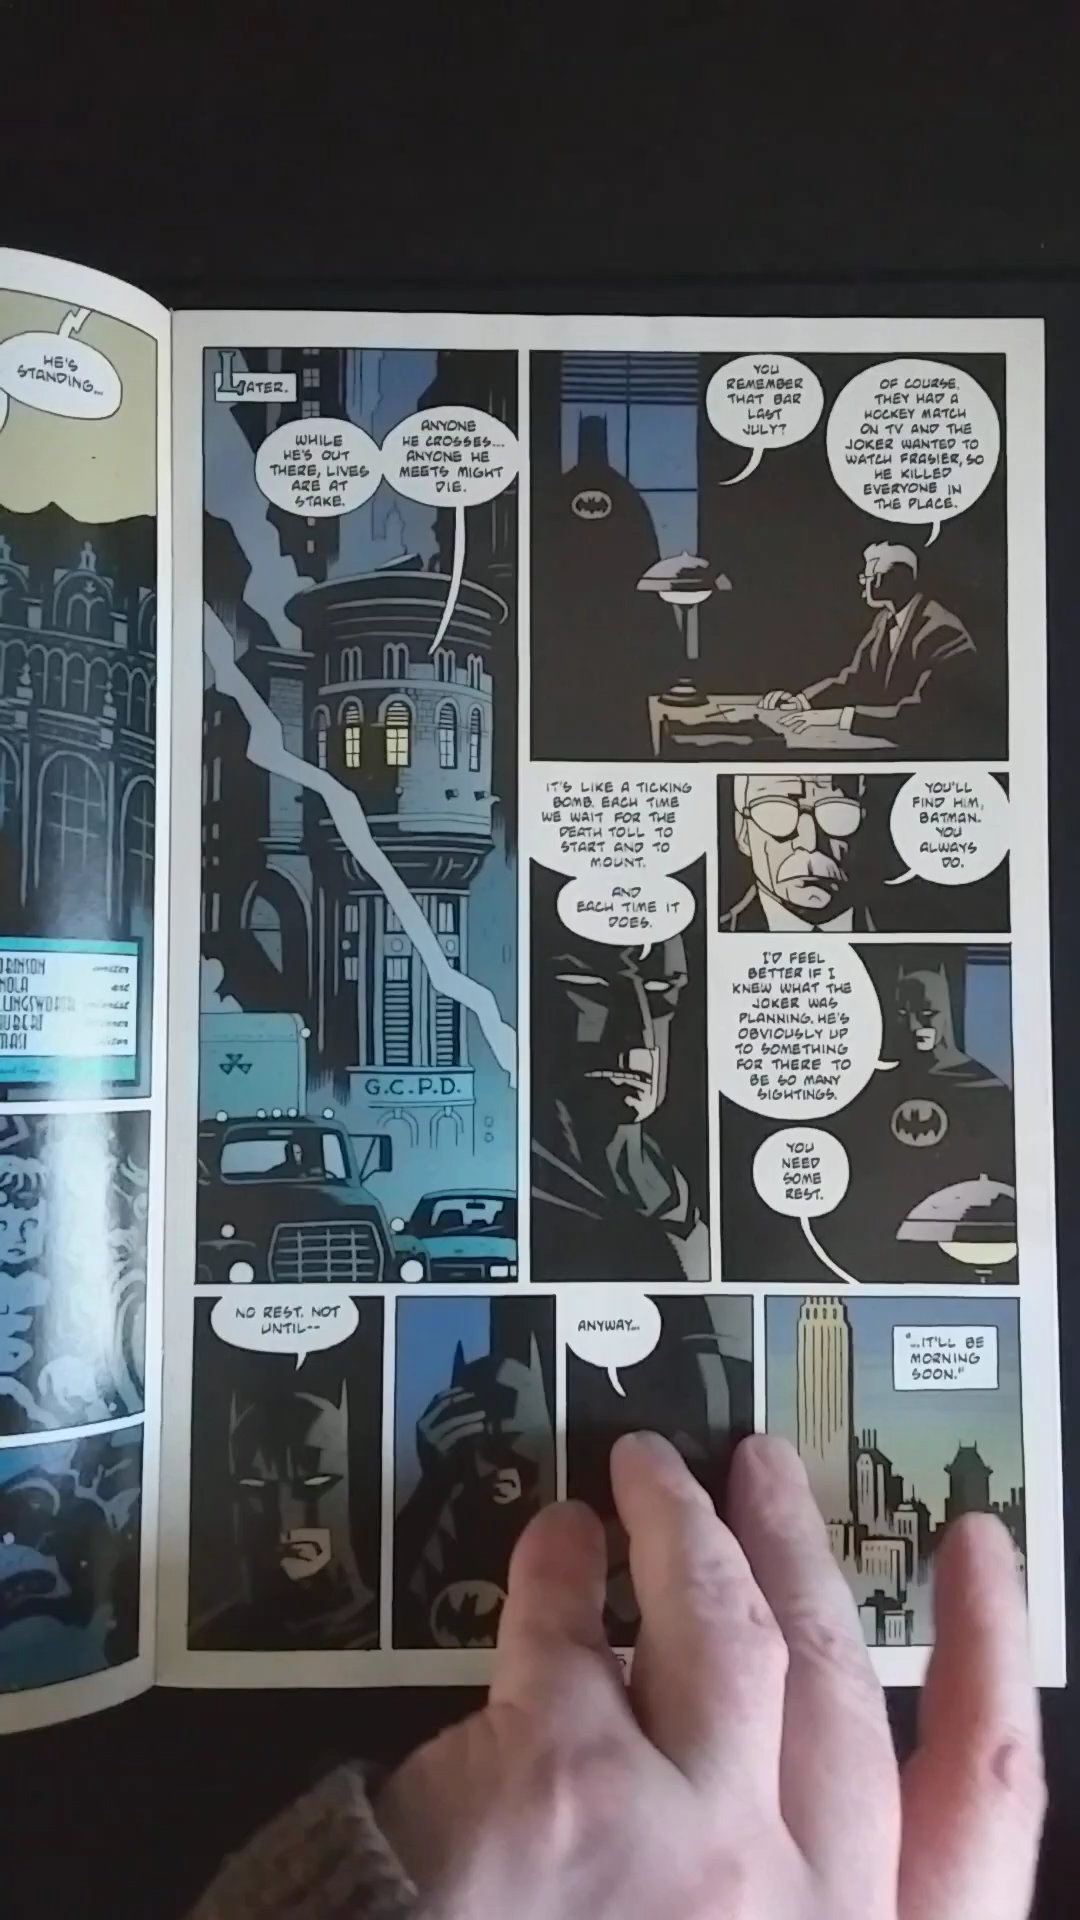 HE'S
STANDING...
LATER.
WHILE
HE'S OUT
THERE, LIVES
ARE AT
STAKE.
ANYONE
HE CROSSES...
ANYONE HE
MEETS MIGHT
DIE.
G.C.P.D.
YOU
REMEMBER
THAT BAR
LAST
JULY?
OF COURSE.
THEY HAD A
HOCKEY MATCH
ON TV AND THE
JOKER WANTED TO
WATCH FRASIER, SO
HE KILLED
EVERYONE IN
THE PLACE.
IT'S LIKE A TICKING
BOMB. EACH TIME
WE WAIT FOR THE
DEATH TOLL TO
START AND TO
MOUNT.
AND
EACH TIME IT
DOES.
YOU'LL
FIND HIM,
BATMAN.
YOU
ALWAYS
DO.
I'D FEEL
BETTER IF I
KNEW WHAT THE
JOKER WAS
PLANNING. HE'S
OBVIOUSLY UP
TO SOMETHING
FOR THERE TO
BE SO MANY
SIGHTINGS.
YOU
NEED
SOME
REST.
NO REST. NOT
UNTIL--
ANYWAY...
"...IT'LL BE
MORNING
SOON."